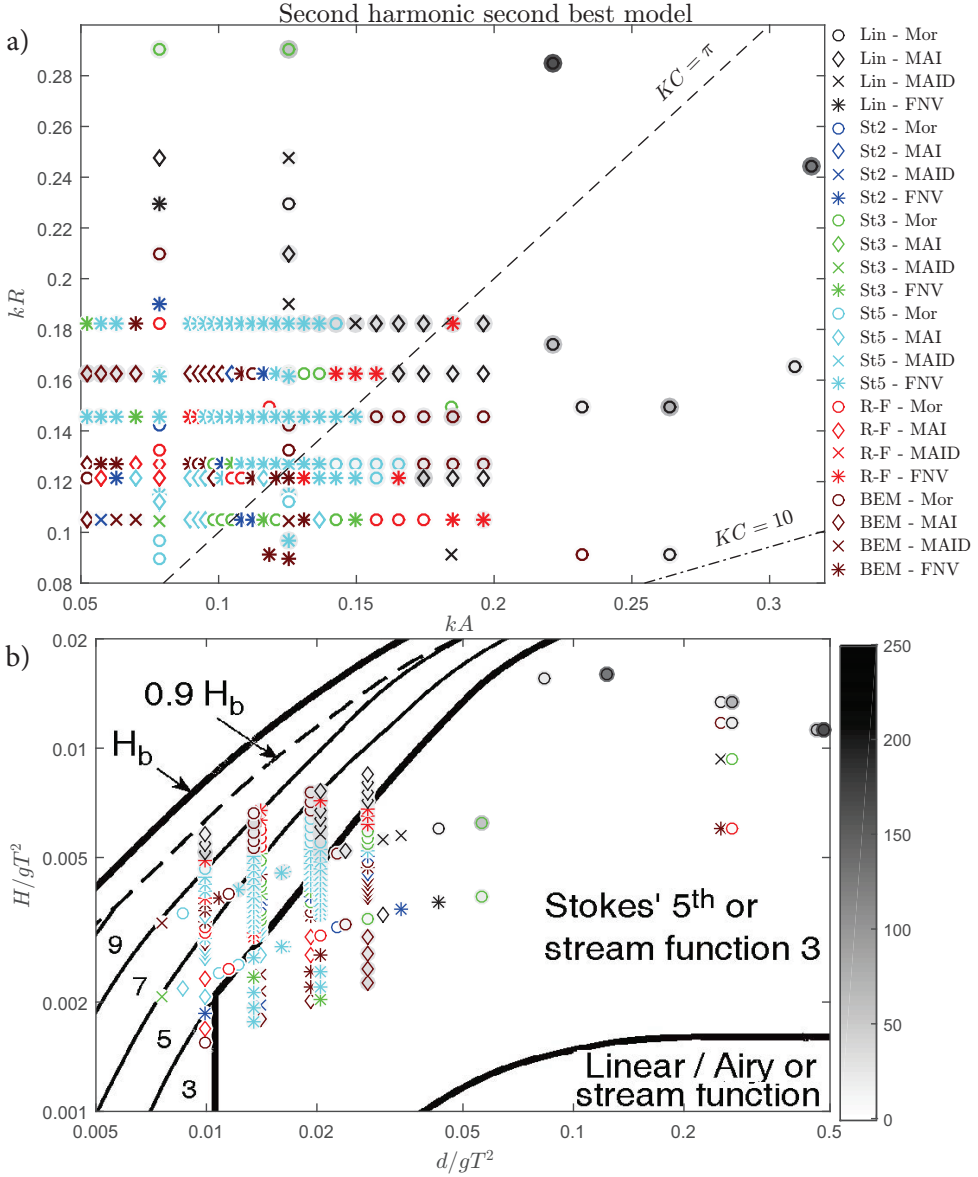 Second harmonic second best model
a)
kR
0.28
0.26
0.24
0.22
0.2
0.18
0.16
0.14
0.12
0.1
0.08
KC = π
KC = 10
0.05
0.1
0.15
0.2
0.25
0.3
kA
Lin - Mor
Lin - MAI
Lin - MAID
Lin - FNV
St2 - Mor
St2 - MAI
St2 - MAID
St2 - FNV
St3 - Mor
St3 - MAI
St3 - MAID
St3 - FNV
St5 - Mor
St5 - MAI
St5 - MAID
St5 - FNV
R-F - Mor
R-F - MAI
R-F - MAID
R-F - FNV
BEM - Mor
BEM - MAI
BEM - MAID
BEM - FNV
b)
H/gT²
0.02
0.01
0.005
0.002
0.001
0.9 H_b
H_b
9
7
5
3
Stokes' 5th or
stream function 3
Linear / Airy or
stream function
0.005
0.01
0.02
0.05
0.1
0.2
0.5
d/gT²
250
200
150
100
50
0